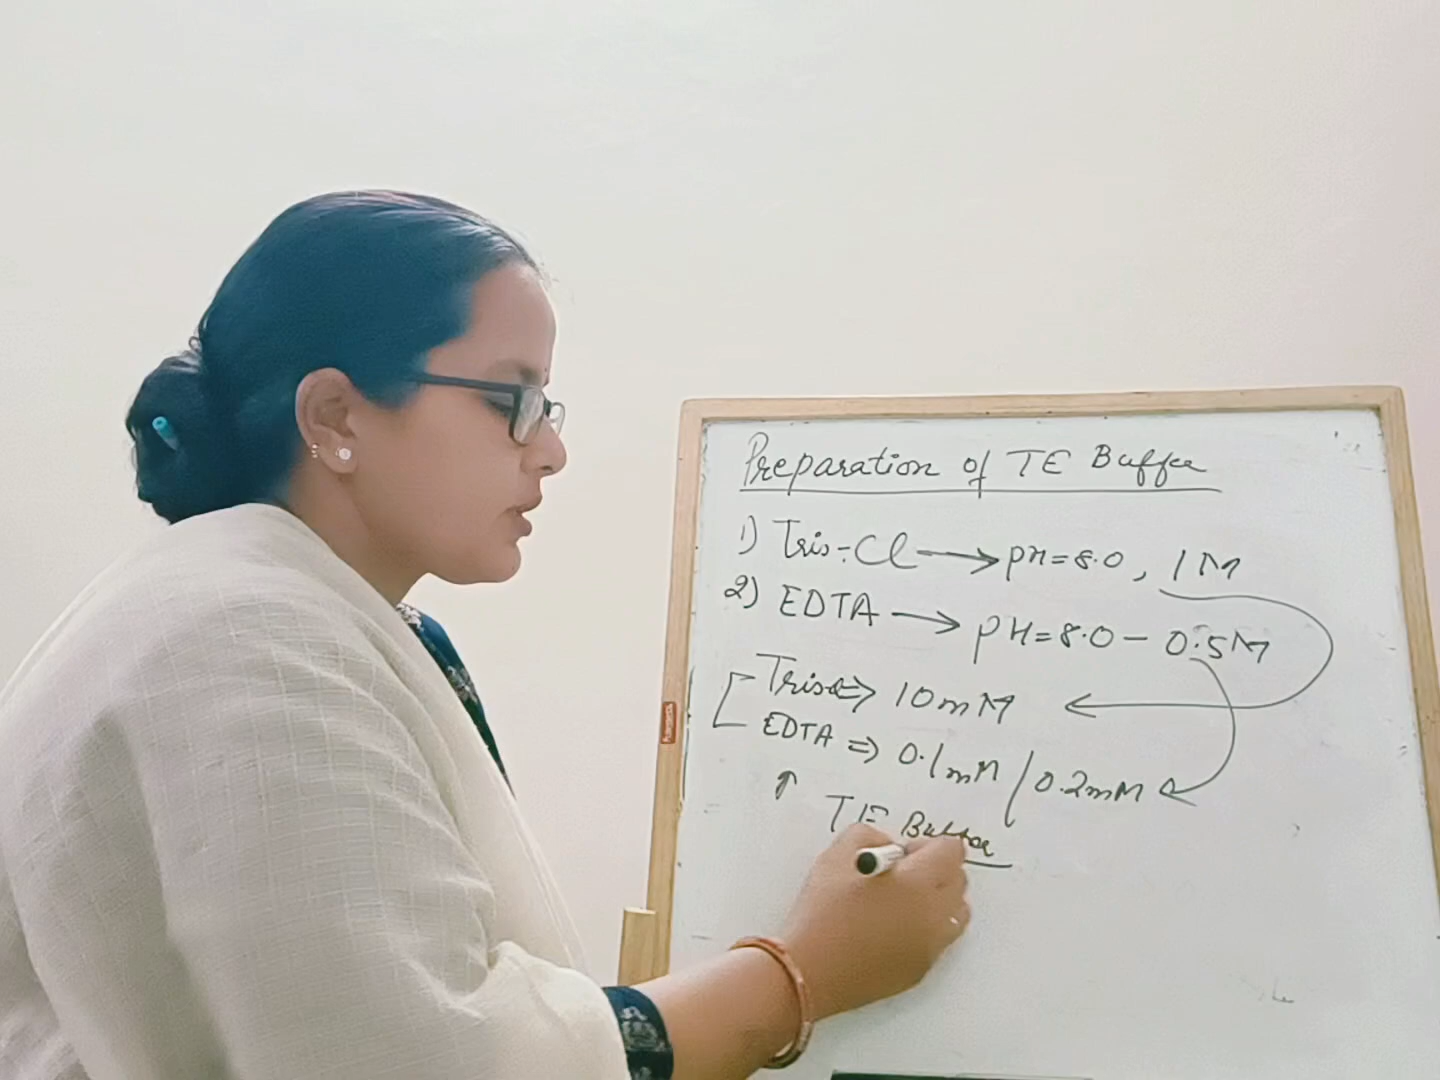 Preparation of TE Buffer
1) Tris-Cl → pH=8.0, 1M
2) EDTA → pH=8.0 - 0.5M
Tris ⇒ 10mM ←
EDTA ⇒ 0.1mM / 0.2mM
↑ TE Buffer